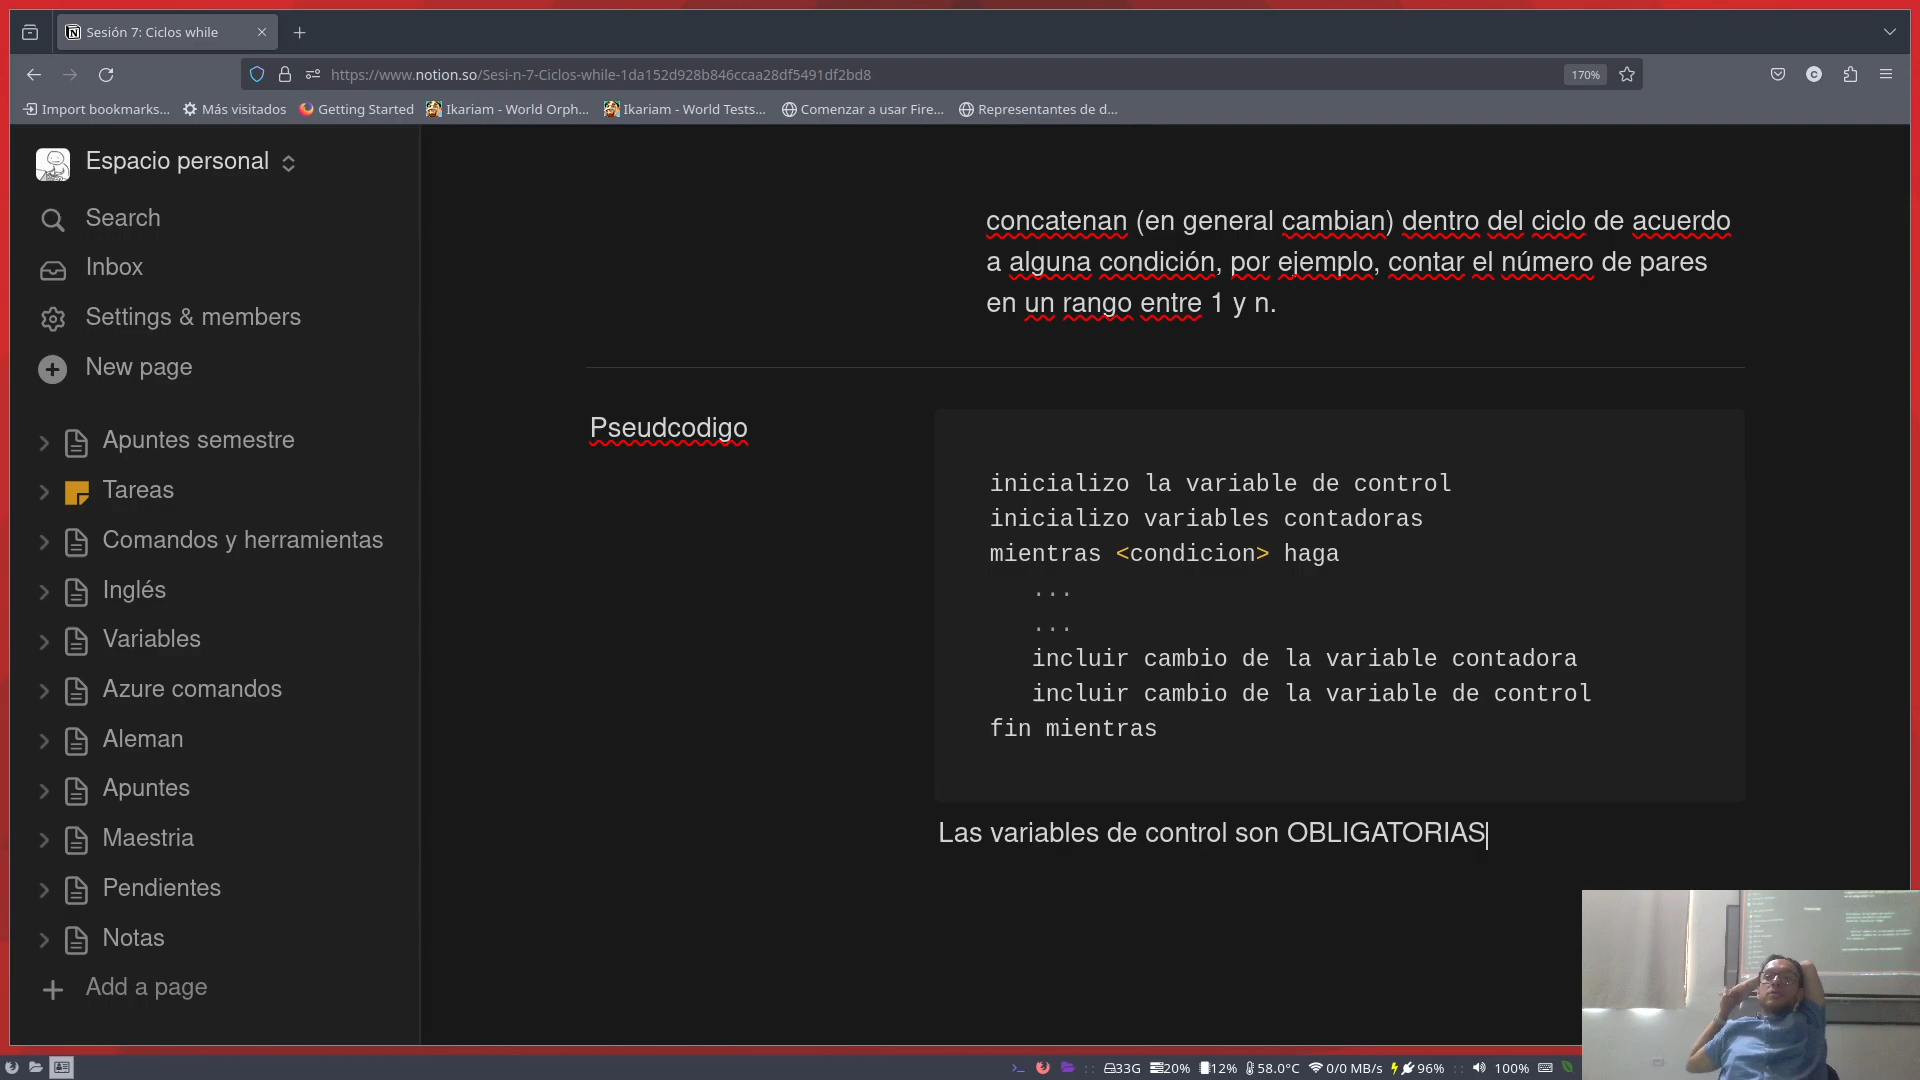 Sesión 7: Ciclos while
https://www.notion.so/Sesi-n-7-Ciclos-while-1da152d928b846ccaa28df5491df2bd8
170%
Import bookmarks...
Más visitados
Getting Started
Ikariam - World Orph...
Ikariam - World Tests...
Comenzar a usar Fire...
Representantes de d...
Espacio personal
Search
Inbox
Settings & members
New page
Apuntes semestre
Tareas
Comandos y herramientas
Inglés
Variables
Azure comandos
Aleman
Apuntes
Maestria
Pendientes
Notas
Add a page
concatenan (en general cambian) dentro del ciclo de acuerdo
a alguna condición, por ejemplo, contar el número de pares
en un rango entre 1 y n.
Pseudcodigo
inicializo la variable de control
inicializo variables contadoras
mientras <condicion> haga
...
...
incluir cambio de la variable contadora
incluir cambio de la variable de control
fin mientras
Las variables de control son OBLIGATORIAS
33G 20% 12% 58.0°C 0/0 MB/s 96% 100%